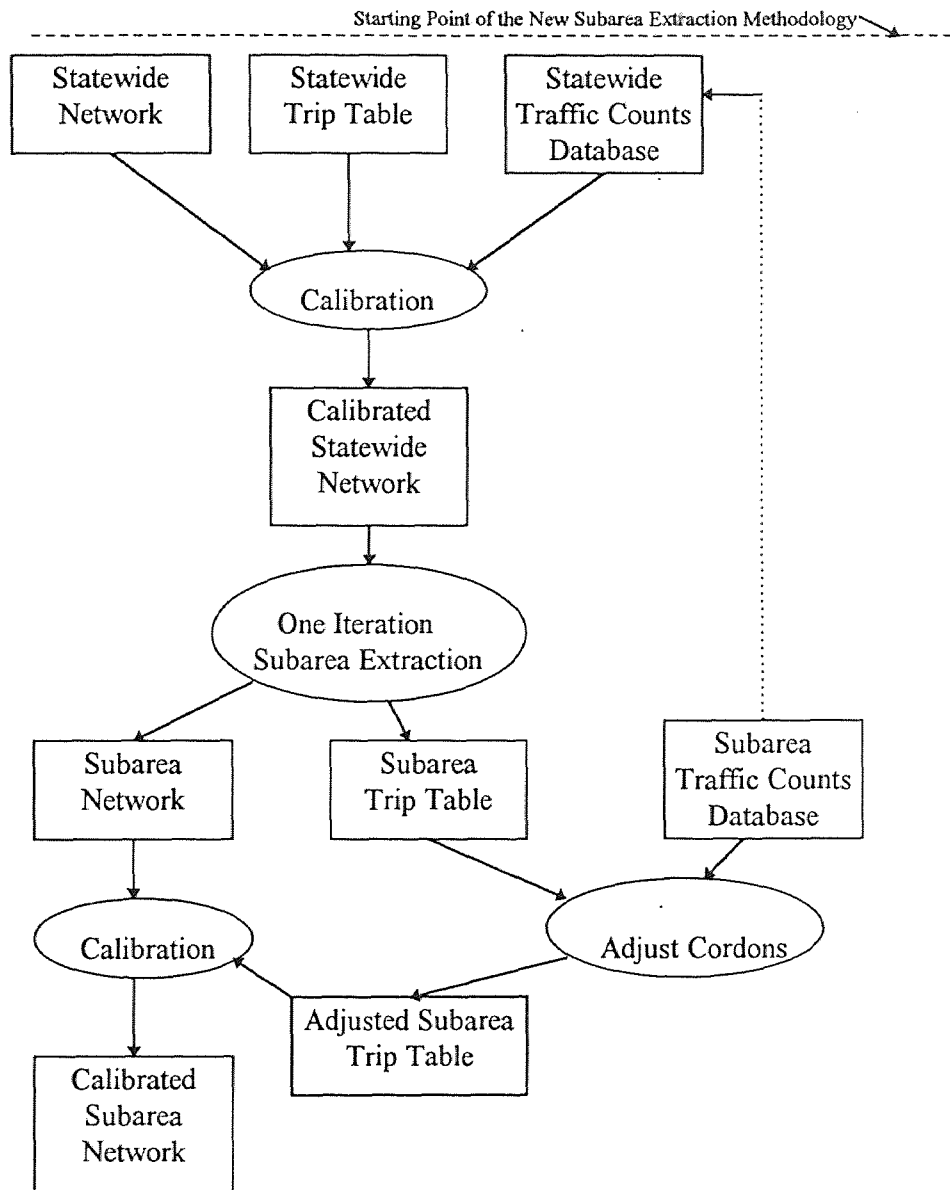 Starting Point of the New Subarea Extraction Methodology
Statewide
Network
Statewide
Trip Table
Statewide
Traffic Counts
Database
Calibration
Calibrated
Statewide
Network
One Iteration
Subarea Extraction
Subarea
Network
Subarea
Trip Table
Subarea
Traffic Counts
Database
Calibration
Adjust Cordons
Adjusted Subarea
Trip Table
Calibrated
Subarea
Network